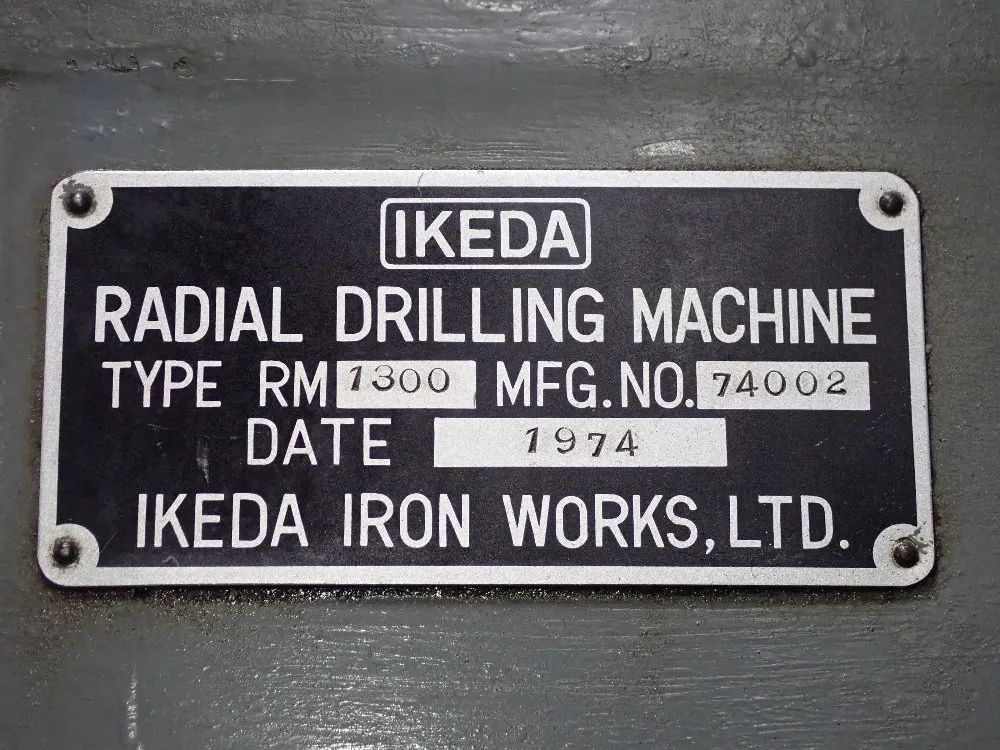 IKEDA
RADIAL DRILLING MACHINE
TYPE RM 1300 MFG. NO. 74002
DATE 1974
IKEDA IRON WORKS, LTD.